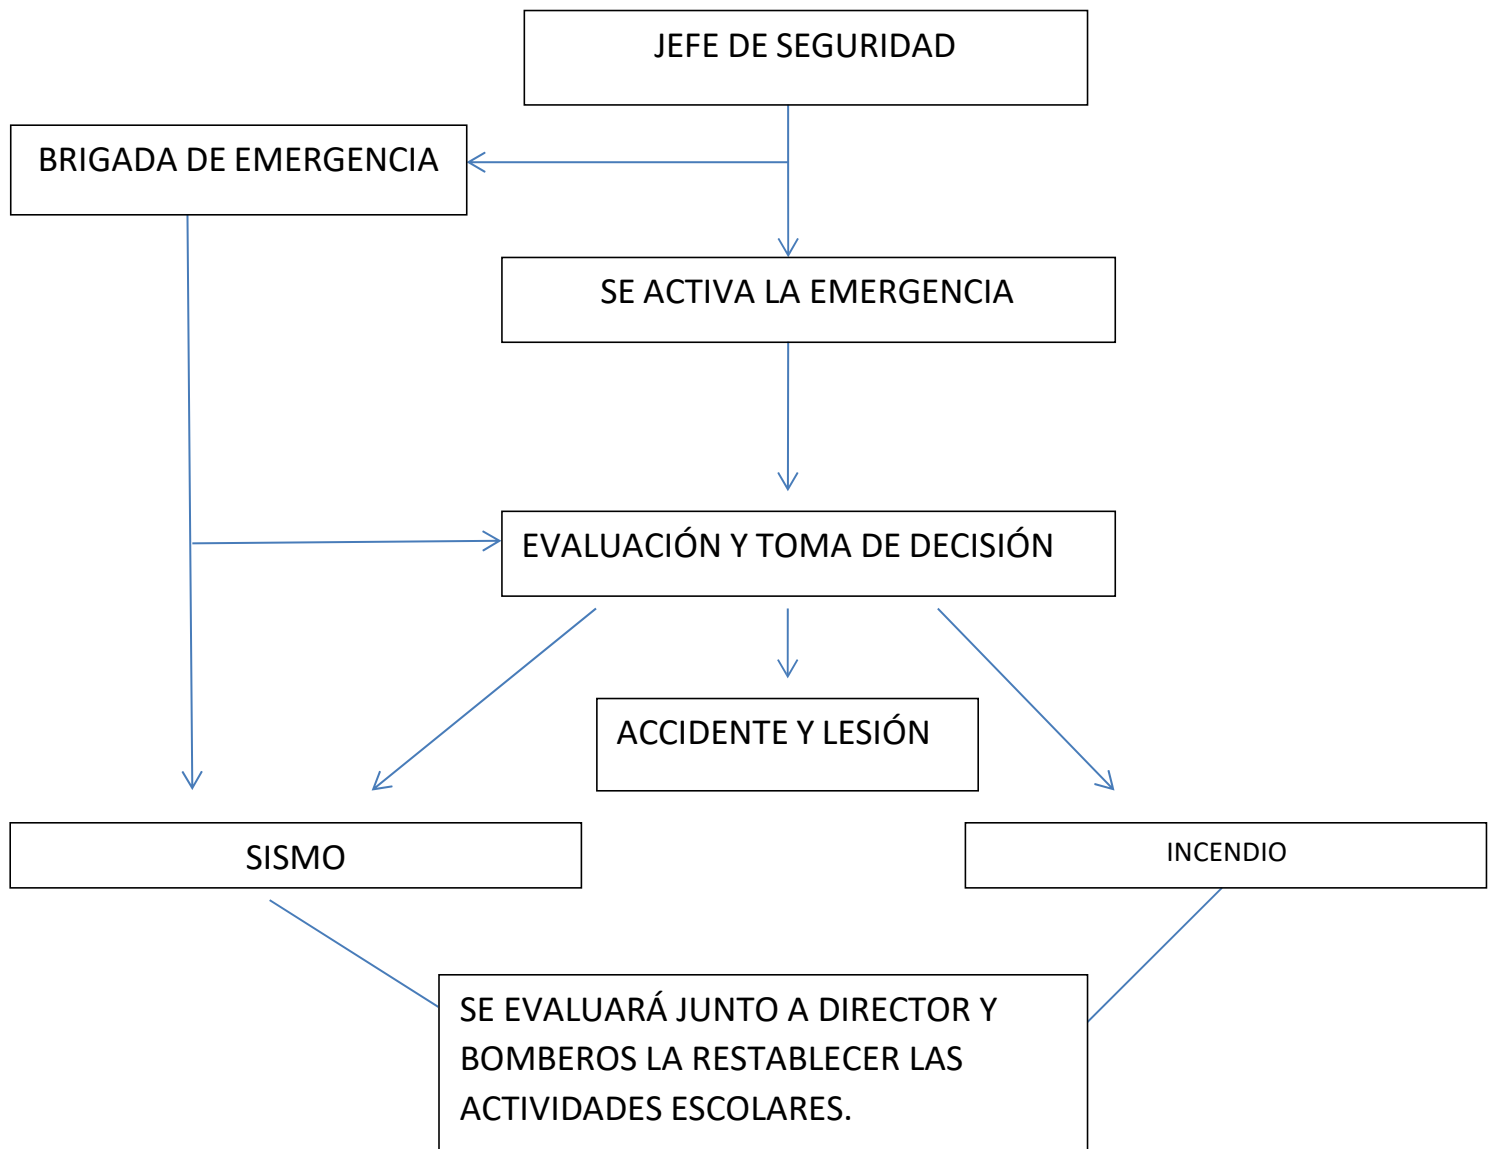 JEFE DE SEGURIDAD
BRIGADA DE EMERGENCIA
SE ACTIVA LA EMERGENCIA
EVALUACIÓN Y TOMA DE DECISIÓN
ACCIDENTE Y LESIÓN
SISMO
INCENDIO
SE EVALUARÁ JUNTO A DIRECTOR Y
BOMBEROS LA RESTABLECER LAS
ACTIVIDADES ESCOLARES.